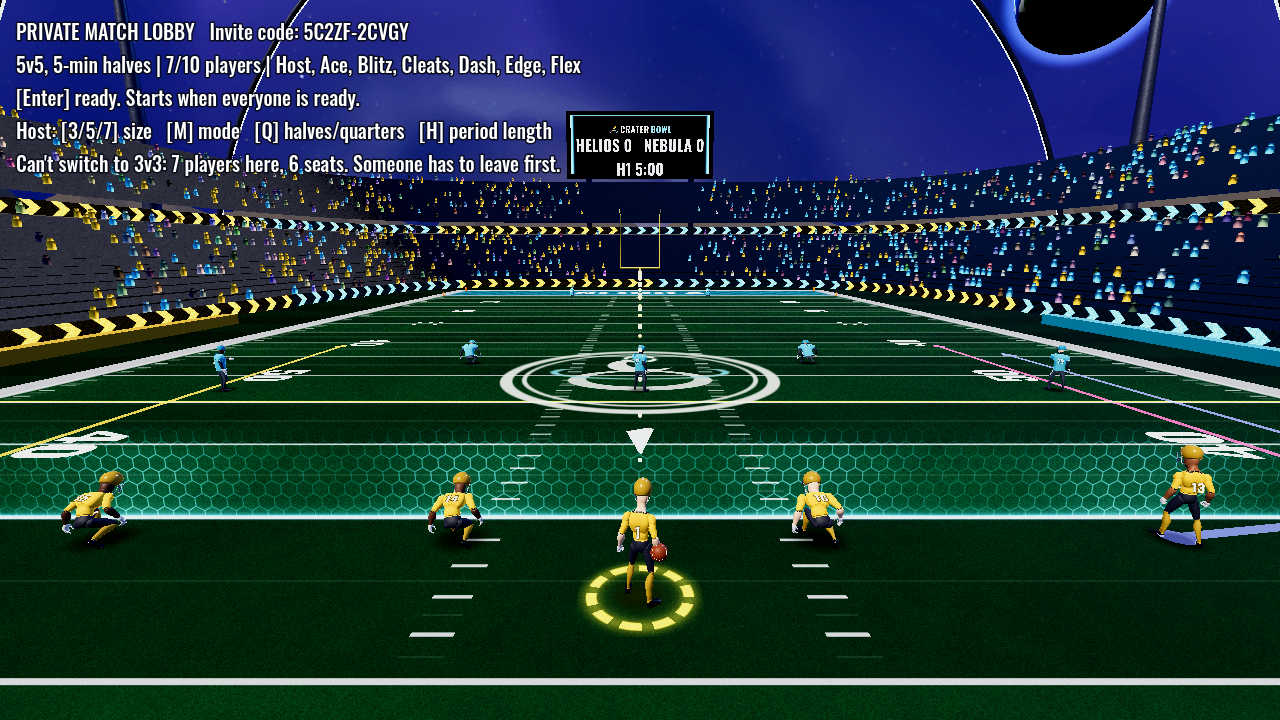 PRIVATE MATCH LOBBY Invite code: 5C2ZF-2CVGY
5v5, 5-min halves | 7/10 players | Host, Ace, Blitz, Cleats, Dash, Edge, Flex
[Enter] ready. Starts when everyone is ready.
Host: [3/5/7] size [M] mode [Q] halves/quarters [H] period length
Can't switch to 3v3: 7 players here, 6 seats. Someone has to leave first.
CRATER BOWL
HELIOS 0 NEBULA 0
H1 5:00
1
13